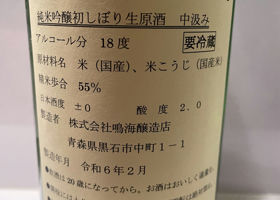 純米吟醸初しぼり生原酒 中汲み
アルコール分 18度 要冷蔵
原材料名 米(国産)、米こうじ(国産米)
精米歩合 55%
日本酒度 ±0 酸度 2.0
製造者 株式会社鳴海醸造店
青森県黒石市中町1-1
製造年月 令和6年2月
お酒は20歳になってから。お酒はおいしく適量を。